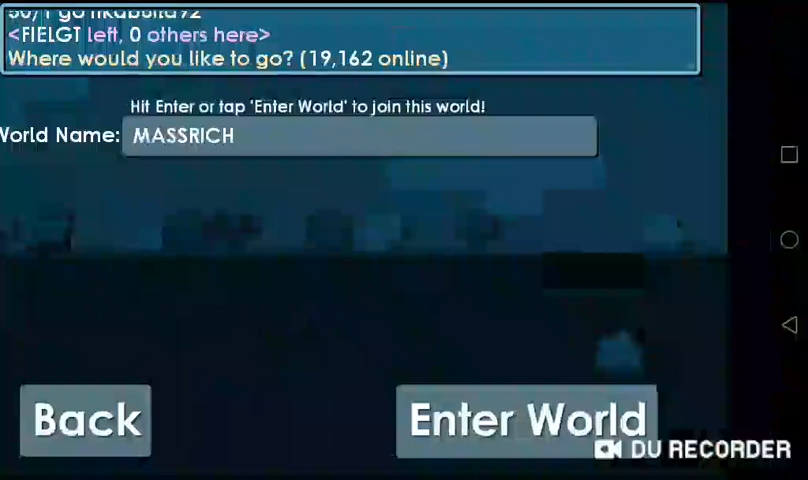 <FIELGT left, 0 others here>
Where would you like to go? (19,162 online)
Hit Enter or tap 'Enter World' to join this world!
World Name: MASSRICH
Back
Enter World
DU RECORDER